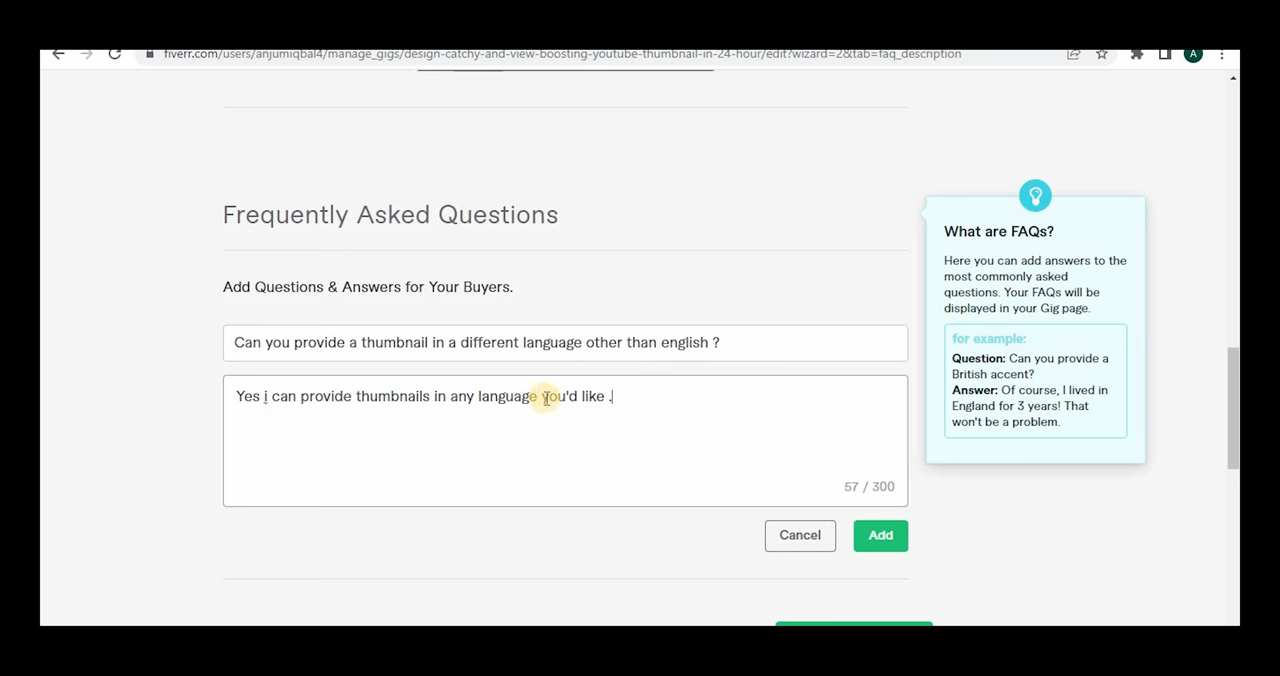 fiverr.com/users/anjumiqbal4/manage_gigs/design-catchy-and-view-boosting-youtube-thumbnail-in-24-hour/edit?wizard=2&tab=faq_description
A
Frequently Asked Questions
Add Questions & Answers for Your Buyers.
Can you provide a thumbnail in a different language other than english ?
Yes i can provide thumbnails in any language you'd like .
57 / 300
Cancel
Add
What are FAQs?
Here you can add answers to the
most commonly asked
questions. Your FAQs will be
displayed in your Gig page.
for example:
Question: Can you provide a
British accent?
Answer: Of course, I lived in
England for 3 years! That
won't be a problem.